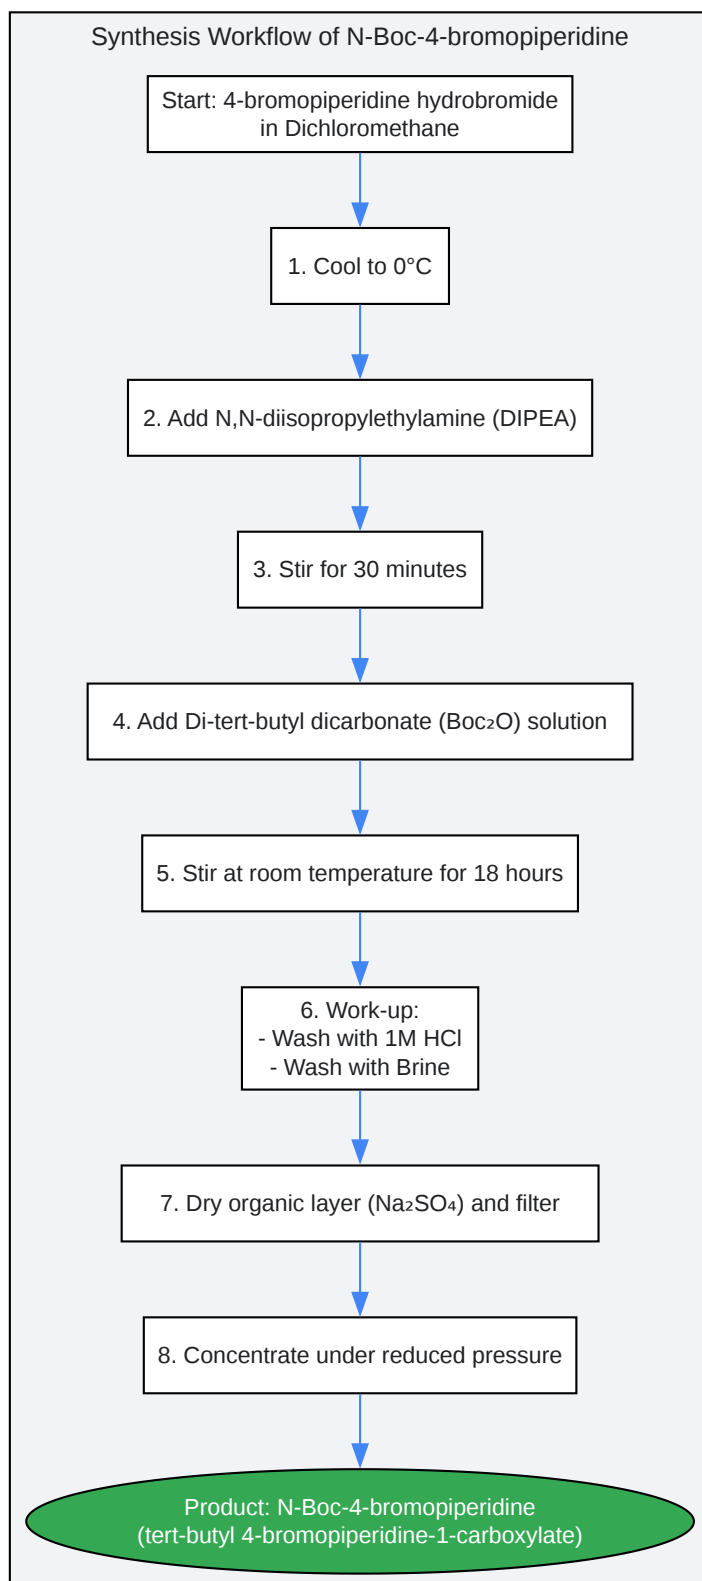 Synthesis Workflow of N-Boc-4-bromopiperidine
Start: 4-bromopiperidine hydrobromide
in Dichloromethane
1. Cool to 0°C
2. Add N,N-diisopropylethylamine (DIPEA)
3. Stir for 30 minutes
4. Add Di-tert-butyl dicarbonate (Boc₂O) solution
5. Stir at room temperature for 18 hours
6. Work-up:
- Wash with 1M HCl
- Wash with Brine
7. Dry organic layer (Na₂SO₄) and filter
8. Concentrate under reduced pressure
Product: N-Boc-4-bromopiperidine
(tert-butyl 4-bromopiperidine-1-carboxylate)